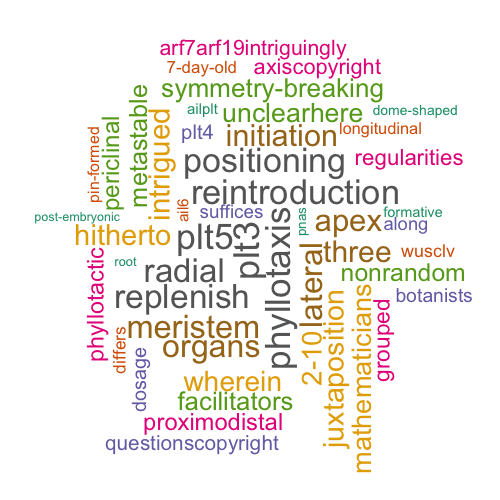 arf7arf19intriguingly
7-day-old axiscopyright
symmetry-breaking
metastable ailplt dome-shaped
periclinal intrigued plt4 unclearhere
initiation longitudinal
pin-formed positioning regularities
ail6 reintroduction
post-embryonic suffices pnas formative
hitherto plt5 plt3 phyllotaxis apex along
phyllotactic root radial lateral three wusclv
replenish nonrandom
differs meristem 2-10 juxtaposition mathematicians grouped botanists
organs
dosage wherein
facilitators
proximodistal
questionscopyright